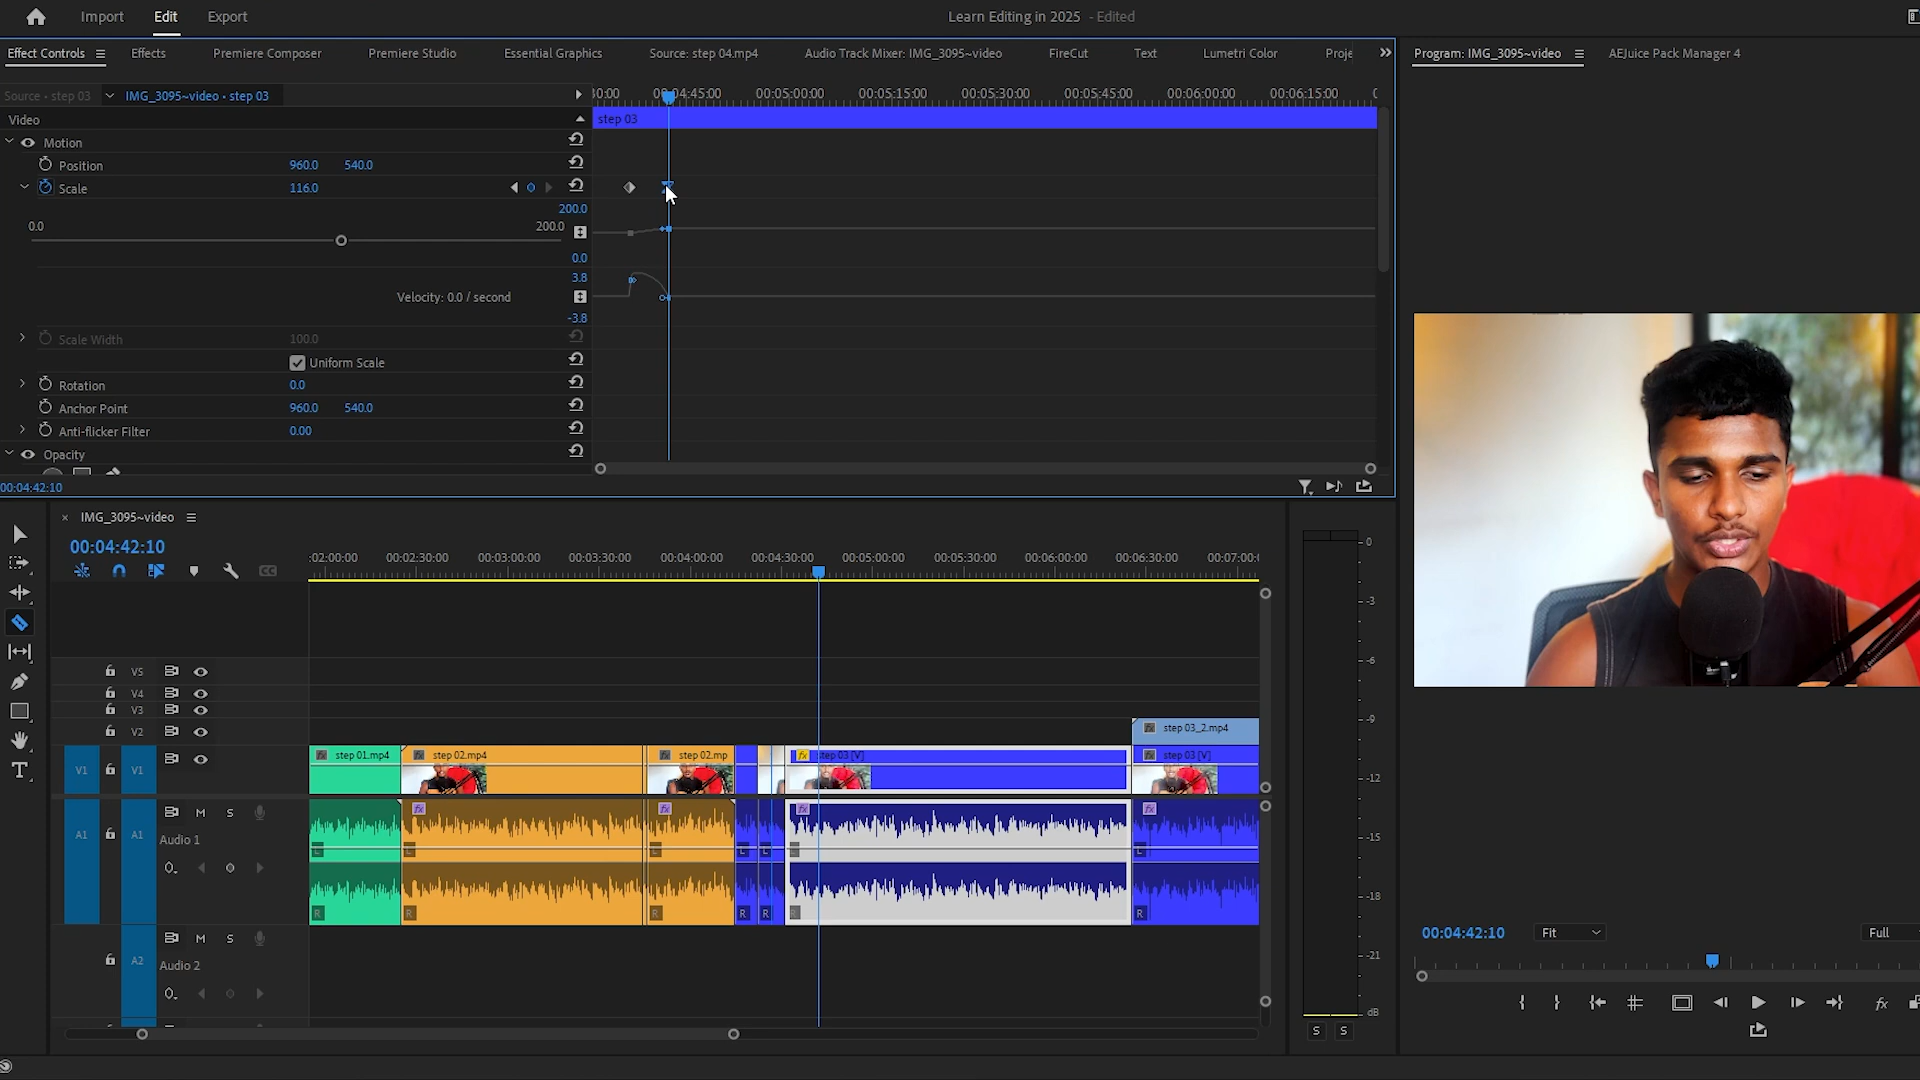 Import Edit Export Learn Editing in 2025 - Edited
Effect Controls Effects Premiere Composer Premiere Studio Essential Graphics Source: step 04.mp4 Audio Track Mixer: IMG_3095~video FireCut Text Lumetri Color Proje Program: IMG_3095~video AEJuice Pack Manager 4
Source • step 03 IMG_3095~video • step 03 30:00 00:04:45:00 00:05:00:00 00:05:15:00 00:05:30:00 00:05:45:00 00:06:00:00 00:06:15:00
Video step 03
Motion
Position 960.0 540.0
Scale 116.0
200.0
0.0 200.0
0.0
3.8
Velocity: 0.0 / second
-3.8
Scale Width 100.0
Uniform Scale
Rotation 0.0
Anchor Point 960.0 540.0
Anti-flicker Filter 0.00
Opacity
00:04:42:10
× IMG_3095~video
00:04:42:10
:02:00:00 00:02:30:00 00:03:00:00 00:03:30:00 00:04:00:00 00:04:30:00 00:05:00:00 00:05:30:00 00:06:00:00 00:06:30:00 00:07:00:0
CC
V5
V4
V3
V2 step 03_2.mp4
V1 V1 step 01.mp4 step 02.mp4 step 02.mp fx step 03 [V] step 03 [V]
A1 A1 M S fx fx fx fx
Audio 1
L L L L L L L
R R R R R R R
A2 M S
Audio 2
0
-3
-6
-9
-12
-15
-18
-21
dB
S S
00:04:42:10 Fit Full
fx
T